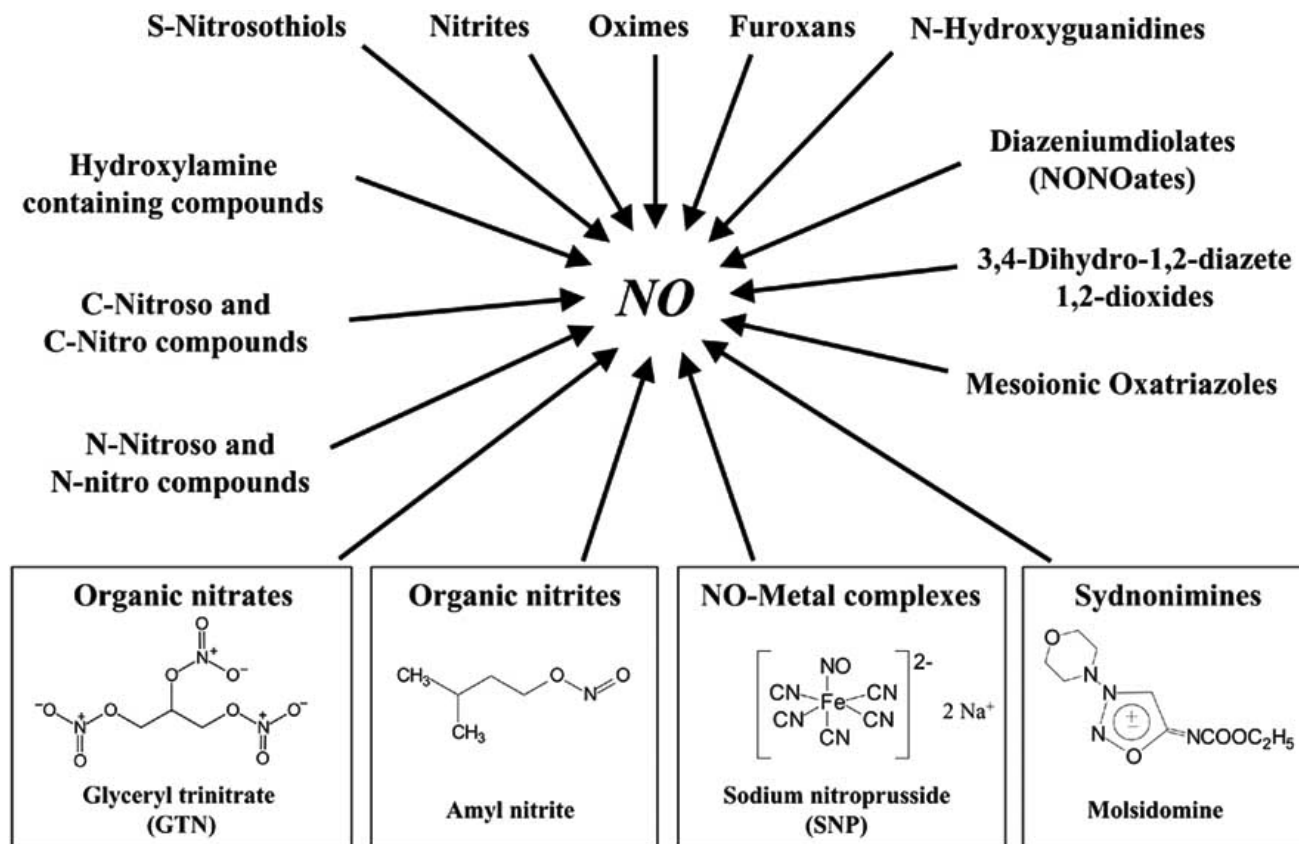 S-Nitrosothiols
Nitrites
Oximes
Furoxans
N-Hydroxyguanidines
Hydroxylamine
containing compounds
Diazeniumdiolates
(NONOates)
C-Nitroso and
C-Nitro compounds
NO
3,4-Dihydro-1,2-diazete
1,2-dioxides
N-Nitroso and
N-nitro compounds
Mesoionic Oxatriazoles
Organic nitrates
O
N+
O O−
−O N+ O O N+ O−
O O
Glyceryl trinitrate
(GTN)
Organic nitrites
CH3 O N O
CH3
Amyl nitrite
NO-Metal complexes
NO 2-
CN Fe CN
CN CN 2 Na+
CN
Sodium nitroprusside
(SNP)
Sydnonimines
O
N
N
N + − O =NCOOC2H5
Molsidomine